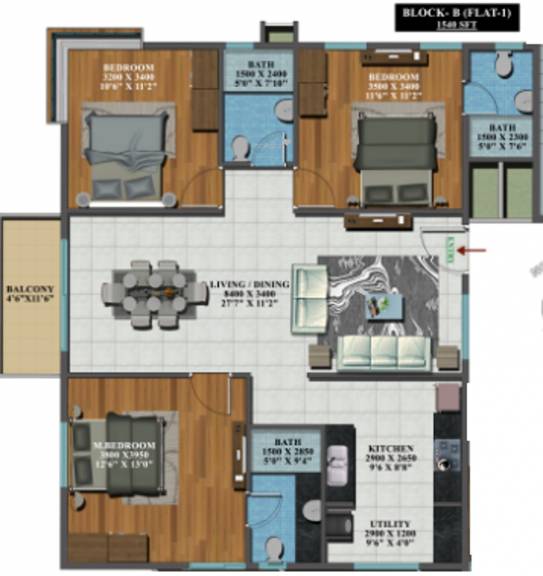 BLOCK- B (FLAT-1)
1540 SFT
BEDROOM
3200 X 3400
10'6" X 11'2"
BATH
1500 X 2400
5'0" X 7'10"
BEDROOM
3500 X 3400
11'6" X 11'2"
BATH
1500 X 2300
5'0" X 7'6"
ENTRY
BALCONY
4'6"X11'6"
LIVING / DINING
8400 X 3400
27'7" X 11'2"
M.BEDROOM
3800 X3950
12'6" X 13'0"
BATH
1500 X 2850
5'0" X 9'4"
KITCHEN
2900 X 2650
9'6 X 8'8"
UTILITY
2900 X 1200
9'6" X 4'0"